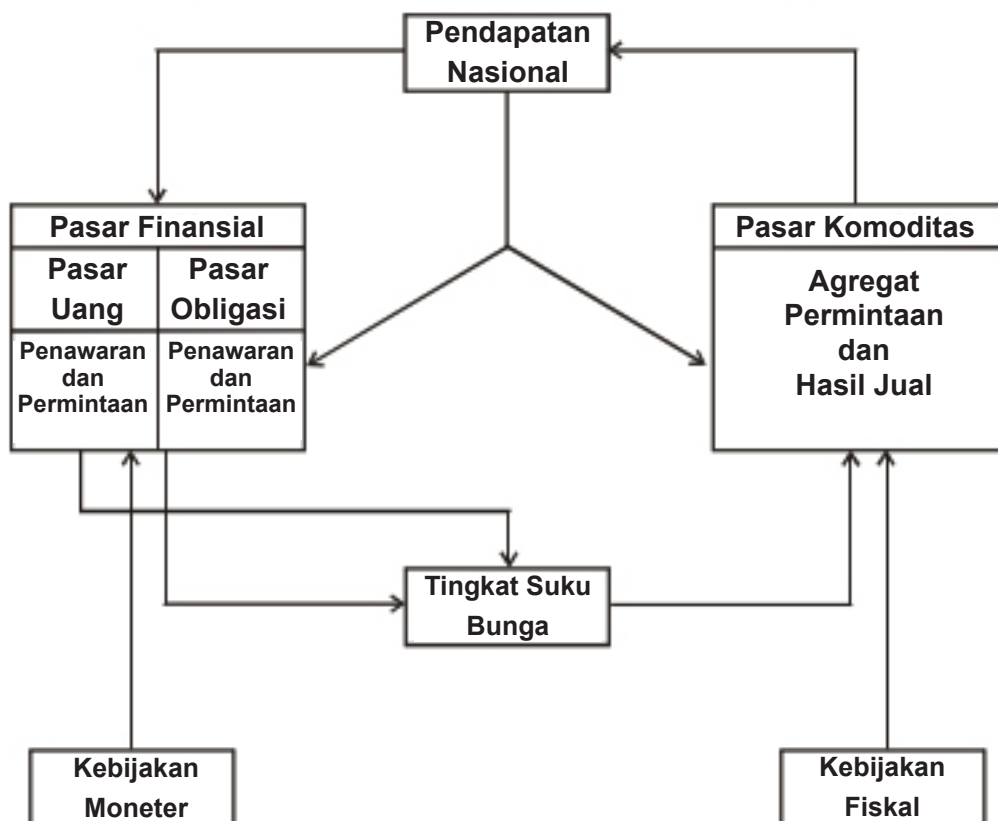 Pendapatan
Nasional
Pasar Finansial
Pasar
Uang
Pasar
Obligasi
Penawaran
dan
Permintaan
Penawaran
dan
Permintaan
Pasar Komoditas
Agregat
Permintaan
dan
Hasil Jual
Tingkat Suku
Bunga
Kebijakan
Moneter
Kebijakan
Fiskal